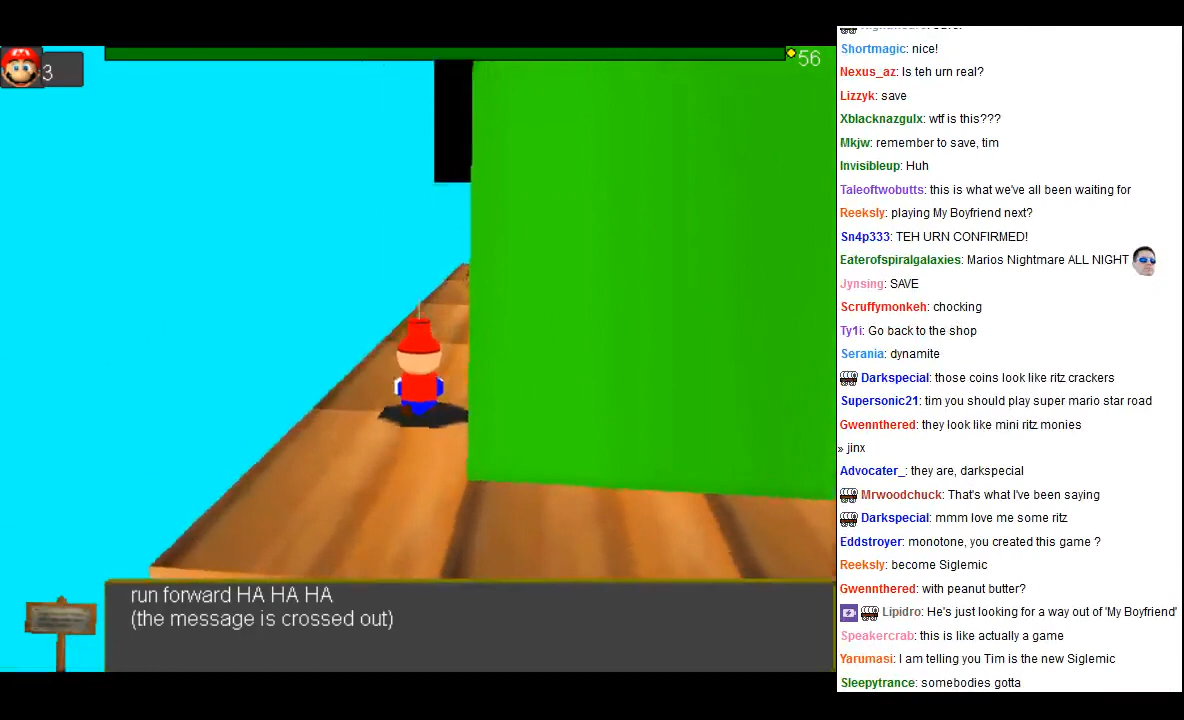 3
56
run forward HA HA HA
(the message is crossed out)
Shortmagic: nice!
Nexus_az: Is teh urn real?
Lizzyk: save
Xblacknazgulx: wtf is this???
Mkjw: remember to save, tim
Invisibleup: Huh
Taleoftwobutts: this is what we've all been waiting for
Reeksly: playing My Boyfriend next?
Sn4p333: TEH URN CONFIRMED!
Eaterofspiralgalaxies: Marios Nightmare ALL NIGHT
Jynsing: SAVE
Scruffymonkeh: chocking
Ty1i: Go back to the shop
Serania: dynamite
Darkspecial: those coins look like ritz crackers
Supersonic21: tim you should play super mario star road
Gwennthered: they look like mini ritz monies
» jinx
Advocater_: they are, darkspecial
Mrwoodchuck: That's what I've been saying
Darkspecial: mmm love me some ritz
Eddstroyer: monotone, you created this game ?
Reeksly: become Siglemic
Gwennthered: with peanut butter?
Lipidro: He's just looking for a way out of 'My Boyfriend'
Speakercrab: this is like actually a game
Yarumasi: I am telling you Tim is the new Siglemic
Sleepytrance: somebodies gotta